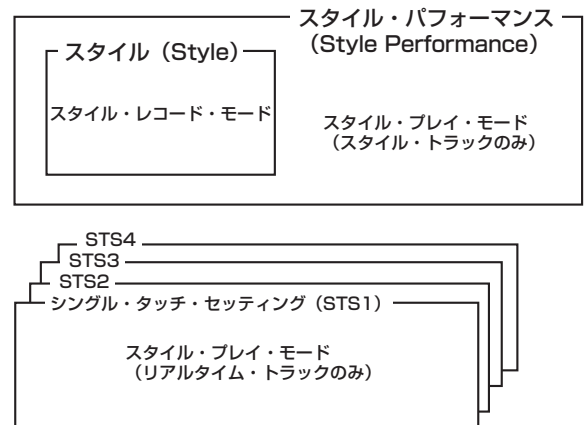 スタイル・パフォーマンス
（Style Performance）
スタイル（Style）
スタイル・レコード・モード
スタイル・プレイ・モード
（スタイル・トラックのみ）
STS4
STS3
STS2
シングル・タッチ・セッティング（STS1）
スタイル・プレイ・モード
（リアルタイム・トラックのみ）